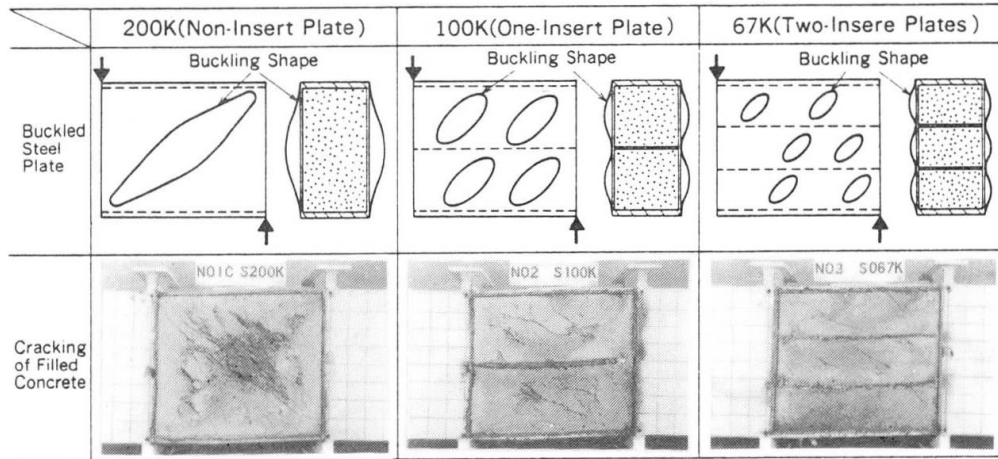 200K(Non-Insert Plate)
100K(One-Insert Plate)
67K(Two-Insere Plates)
Buckled
Steel
Plate
Buckling Shape
Buckling Shape
Buckling Shape
Cracking
of Filled
Concrete
NO1C S200K
NO2 S100K
NO3 S067K